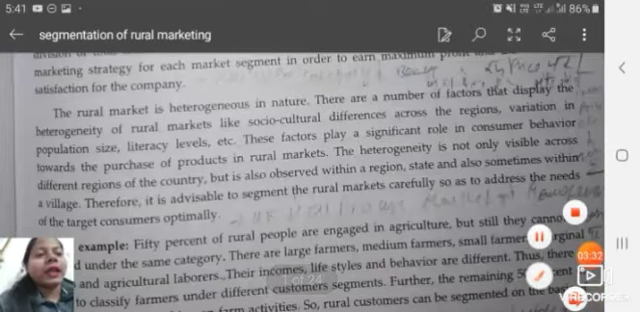 5:41
86%
segmentation of rural marketing
marketing strategy for each market segment in order to earn maximum profit and
satisfaction for the company.
The rural market is heterogeneous in nature. There are a number of factors that display the
heterogeneity of rural markets like socio-cultural differences across the regions, variation in
population size, literacy levels, etc. These factors play a significant role in consumer behavior
towards the purchase of products in rural markets. The heterogeneity is not only visible across
different regions of the country, but is also observed within a region, state and also sometimes within
a village. Therefore, it is advisable to segment the rural markets carefully so as to address the needs
of the target consumers optimally.
example: Fifty percent of rural people are engaged in agriculture, but still they cannot
under the same category. There are large farmers, medium farmers, small farmer
and agricultural laborers. Their incomes, life styles and behavior are different. Thus, there
to classify farmers under different customers segments. Further, the remaining
farm activities. So, rural customers can be segmented on the
1 of 24
03:32
VIRECORDER